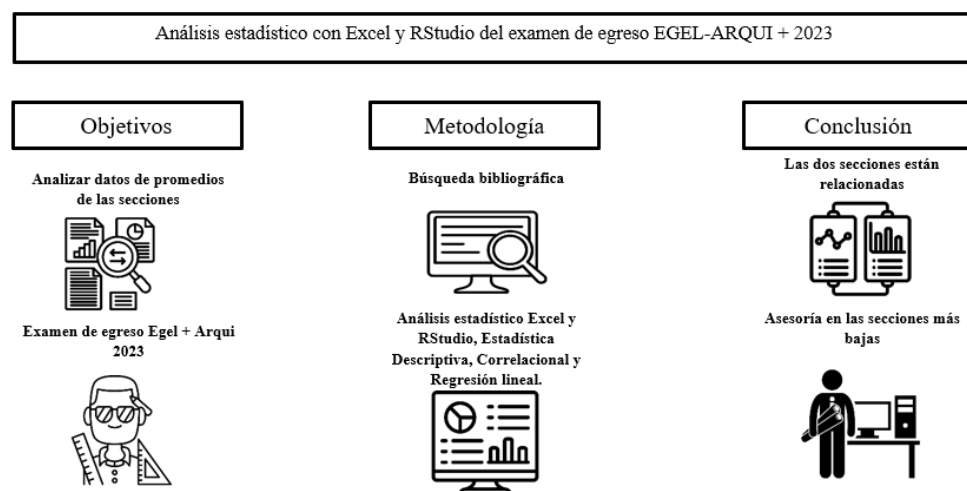 Análisis estadístico con Excel y RStudio del examen de egreso EGEL-ARQUI + 2023
Objetivos
Analizar datos de promedios
de las secciones
Examen de egreso Egel + Arqui
2023
Metodología
Búsqueda bibliográfica
Análisis estadístico Excel y
RStudio, Estadística
Descriptiva, Correlacional y
Regresión lineal.
Conclusión
Las dos secciones están
relacionadas
Asesoría en las secciones más
bajas